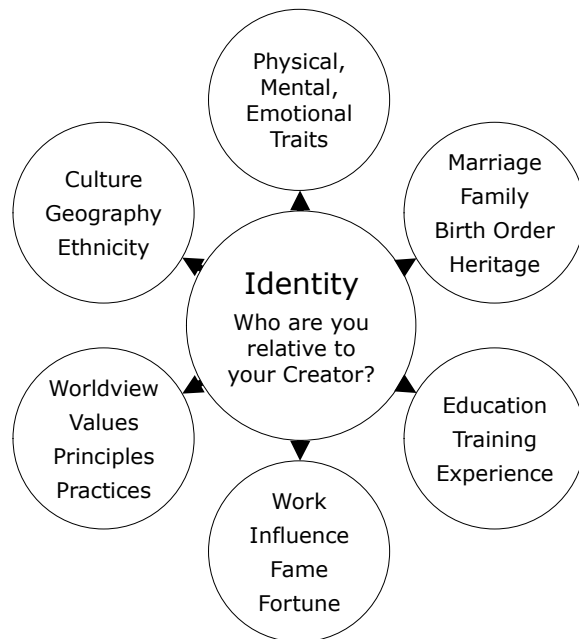 Physical,
Mental,
Emotional
Traits
Marriage
Family
Birth Order
Heritage
Culture
Geography
Ethnicity
Identity
Who are you
relative to
your Creator?
Worldview
Values
Principles
Practices
Education
Training
Experience
Work
Influence
Fame
Fortune